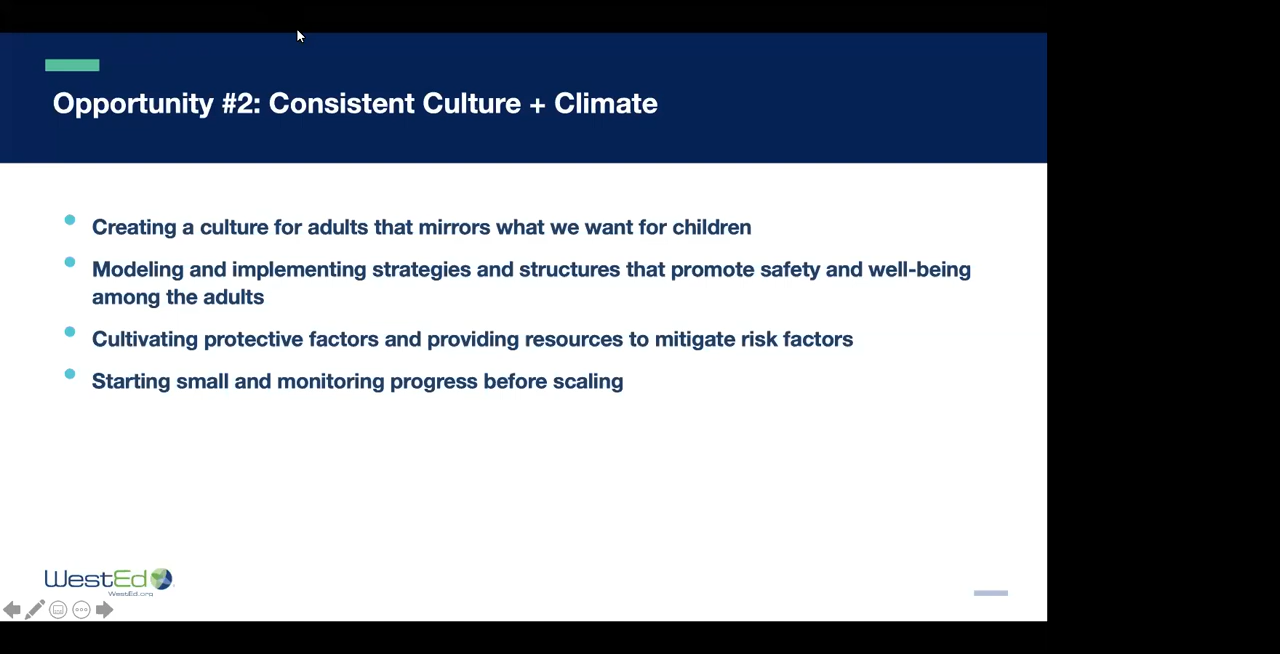 Opportunity #2: Consistent Culture + Climate
Creating a culture for adults that mirrors what we want for children
Modeling and implementing strategies and structures that promote safety and well-being
among the adults
Cultivating protective factors and providing resources to mitigate risk factors
Starting small and monitoring progress before scaling
WestEd
WestEd.org